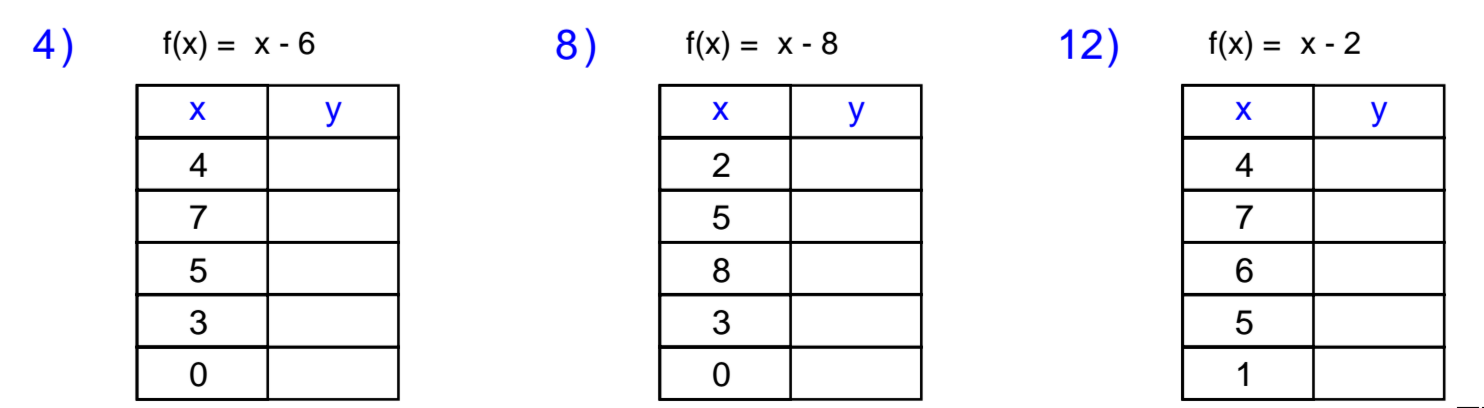 4) f(x) = x - 6
x y
4
7
5
3
0
8) f(x) = x - 8
x y
2
5
8
3
0
12) f(x) = x - 2
x y
4
7
6
5
1